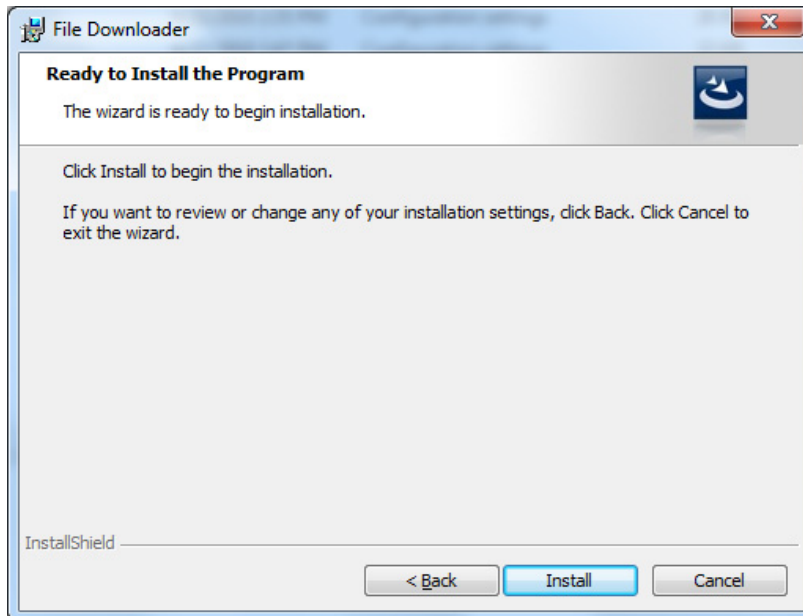 File Downloader
Ready to Install the Program
The wizard is ready to begin installation.
Click Install to begin the installation.
If you want to review or change any of your installation settings, click Back. Click Cancel to
exit the wizard.
InstallShield
< Back
Install
Cancel